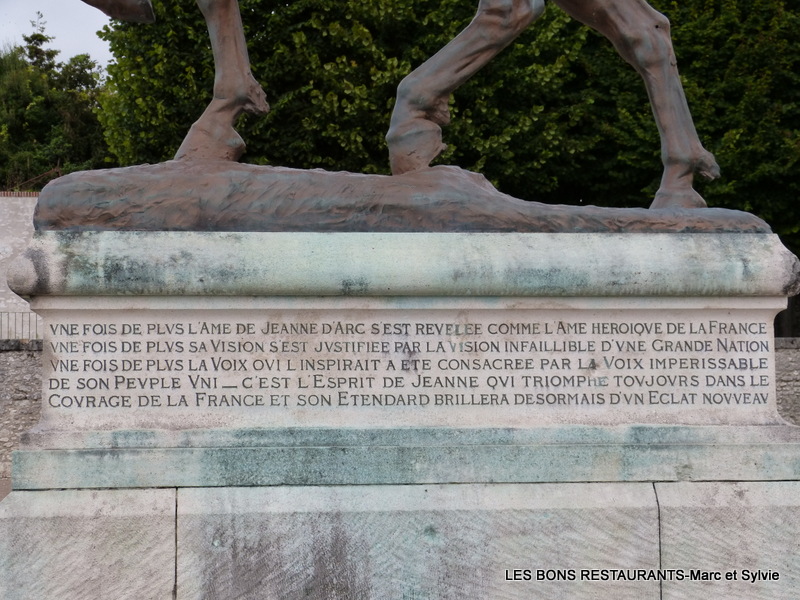 VNE FOIS DE PLVS L'AME DE JEANNE D'ARC S'EST REVELEE COMME L'AME HEROIQVE DE LA FRANCE
VNE FOIS DE PLVS SA VISION S'EST JVSTIFIEE PAR LA VISION INFAILLIBLE D'VNE GRANDE NATION
VNE FOIS DE PLVS LA VOIX QVI L INSPIRAIT A ETE CONSACREE PAR LA VOIX IMPERISSABLE
DE SON PEVPLE VNI _ C'EST L'ESPRIT DE JEANNE QVI TRIOMPHE TOVJOVRS DANS LE
COVRAGE DE LA FRANCE ET SON ETENDARD BRILLERA DESORMAIS D'VN ECLAT NOVVEAV
LES BONS RESTAURANTS-Marc et Sylvie